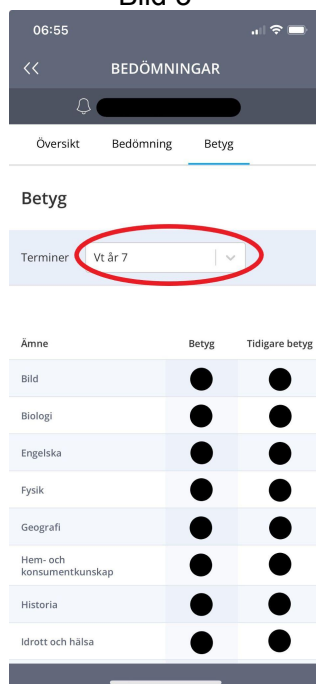 Bild 3
06:55
<< BEDÖMNINGAR
Översikt Bedömning Betyg
Betyg
Terminer Vt år 7
Ämne Betyg Tidigare betyg
Bild
Biologi
Engelska
Fysik
Geografi
Hem- och
konsumentkunskap
Historia
Idrott och hälsa